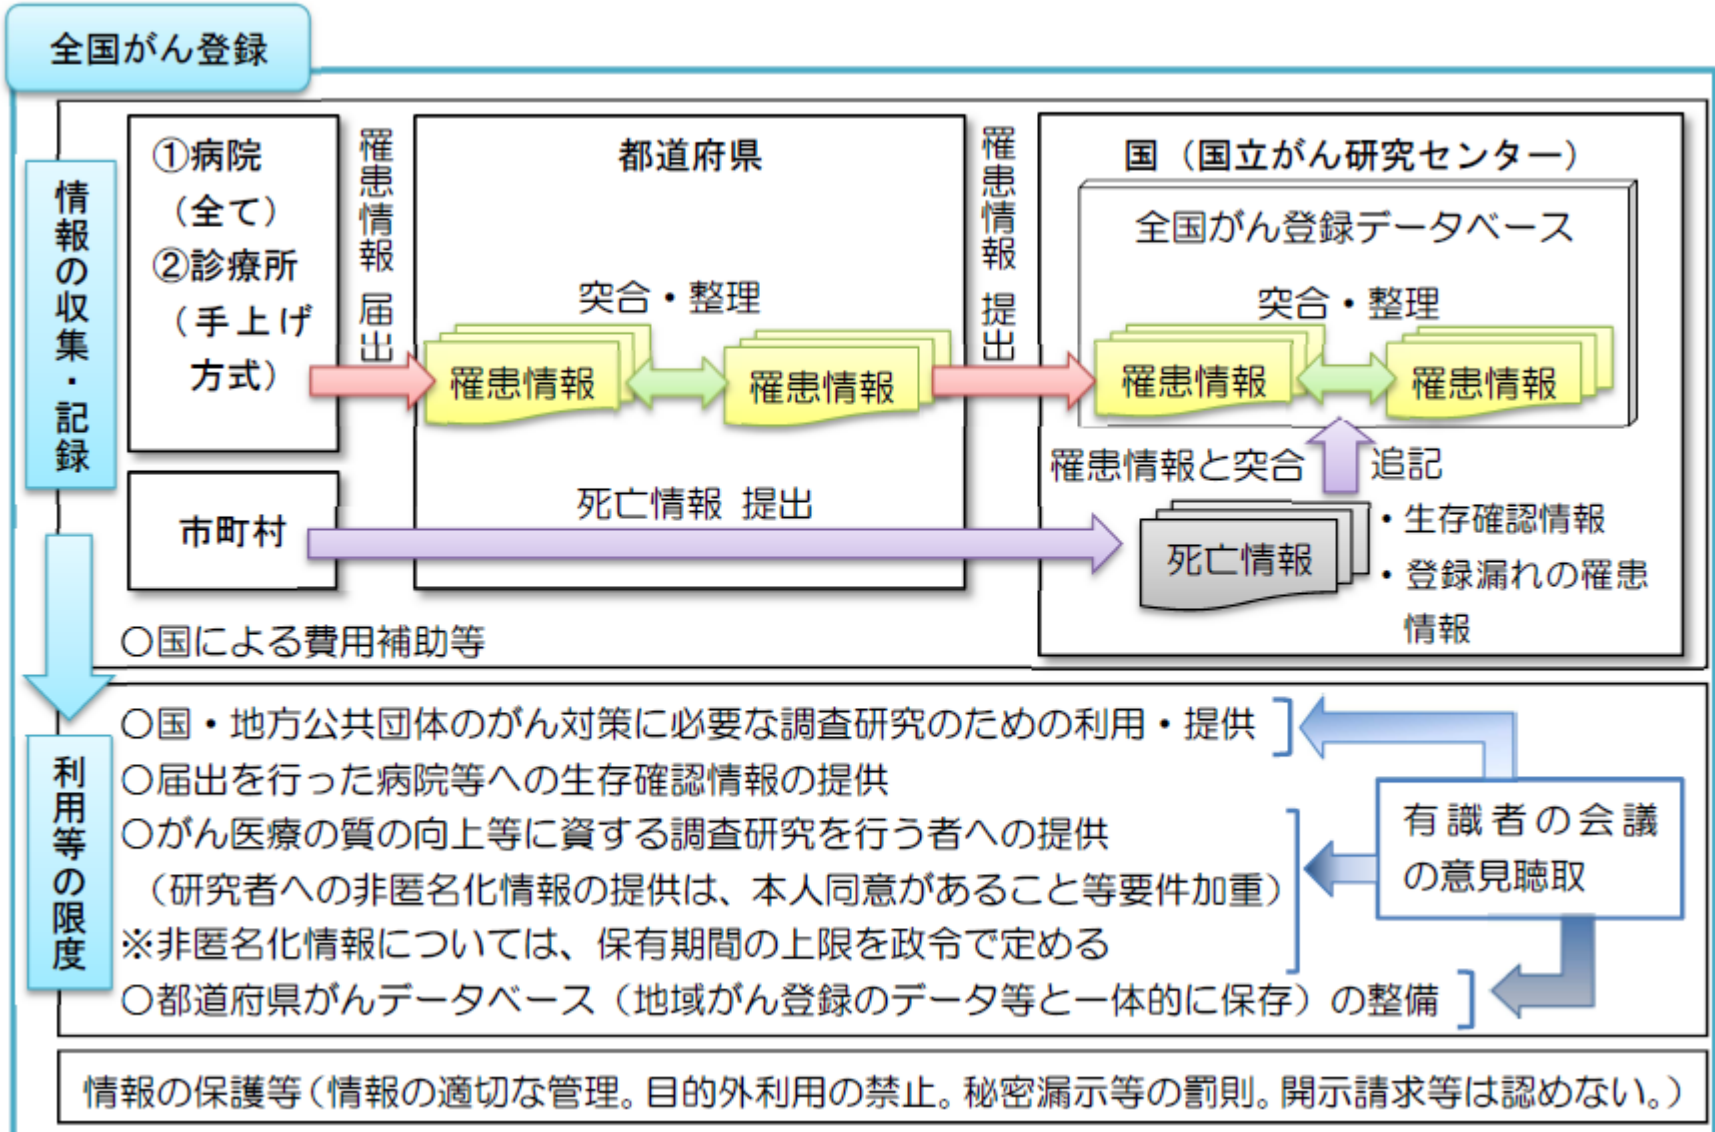 全国がん登録
情報の収集・記録
①病院
（全て）
②診療所
（手上げ
方式）
罹患情報 届出
都道府県
突合・整理
罹患情報
罹患情報
罹患情報 提出
国（国立がん研究センター）
全国がん登録データベース
突合・整理
罹患情報
罹患情報
罹患情報と突合
追記
市町村
死亡情報 提出
死亡情報
・生存確認情報
・登録漏れの罹患
情報
○国による費用補助等
利用等の限度
○国・地方公共団体のがん対策に必要な調査研究のための利用・提供
○届出を行った病院等への生存確認情報の提供
○がん医療の質の向上等に資する調査研究を行う者への提供
（研究者への非匿名化情報の提供は、本人同意があること等要件加重）
※非匿名化情報については、保有期間の上限を政令で定める
○都道府県がんデータベース（地域がん登録のデータ等と一体的に保存）の整備
有識者の会議
の意見聴取
情報の保護等（情報の適切な管理。目的外利用の禁止。秘密漏示等の罰則。開示請求等は認めない。）